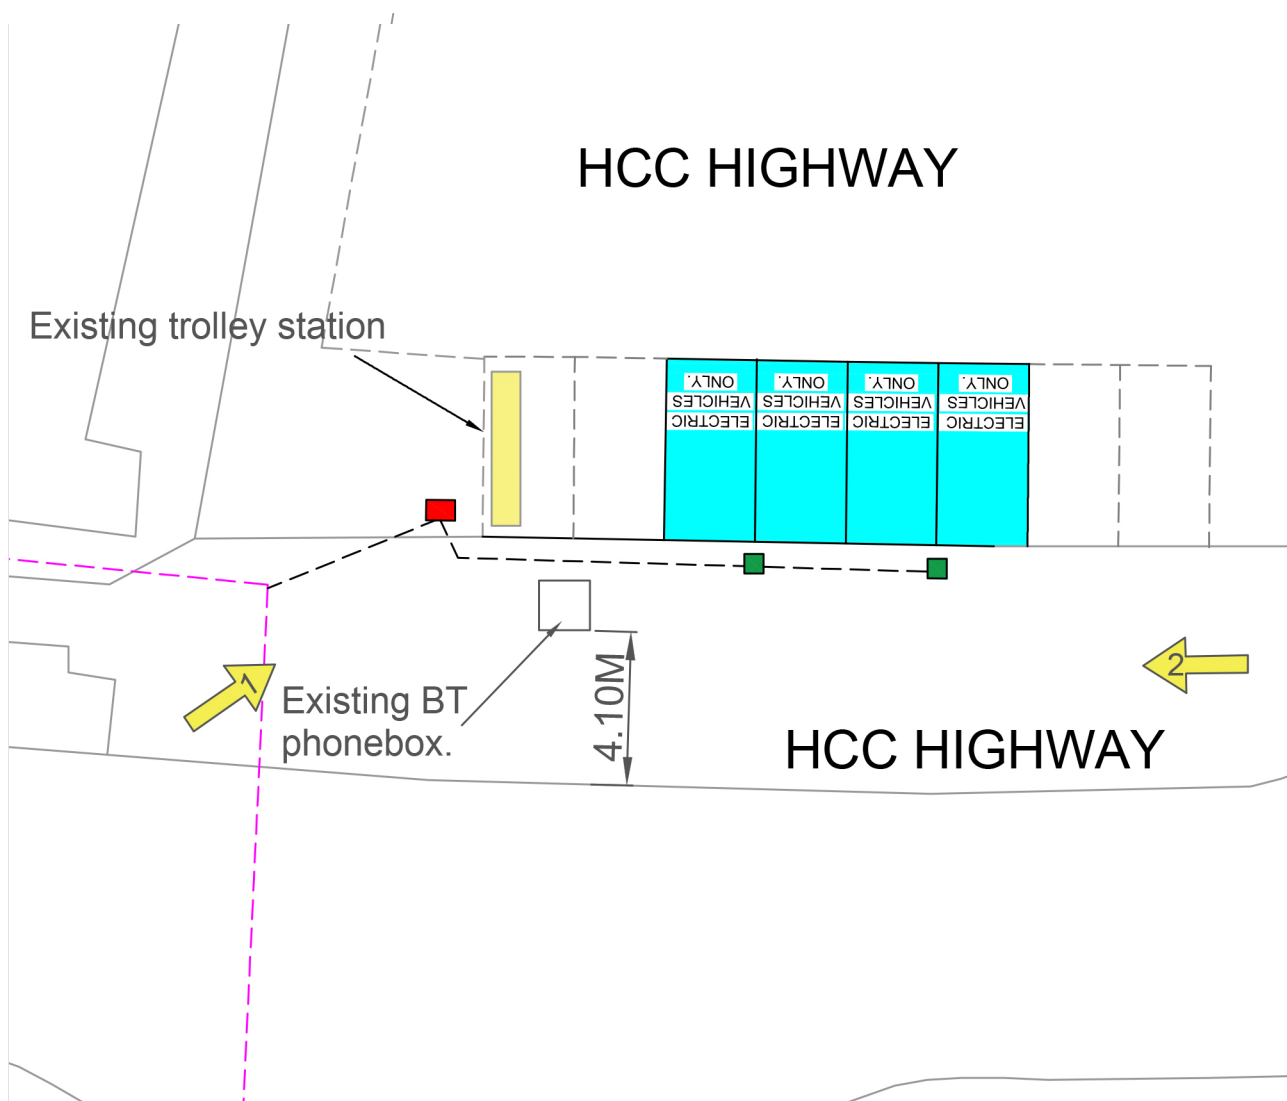 HCC HIGHWAY
Existing trolley station
ONLY.
VEHICLES
ELECTRIC
ONLY.
VEHICLES
ELECTRIC
ONLY.
VEHICLES
ELECTRIC
ONLY.
VEHICLES
ELECTRIC
1
Existing BT
phonebox.
4.10M
2
HCC HIGHWAY